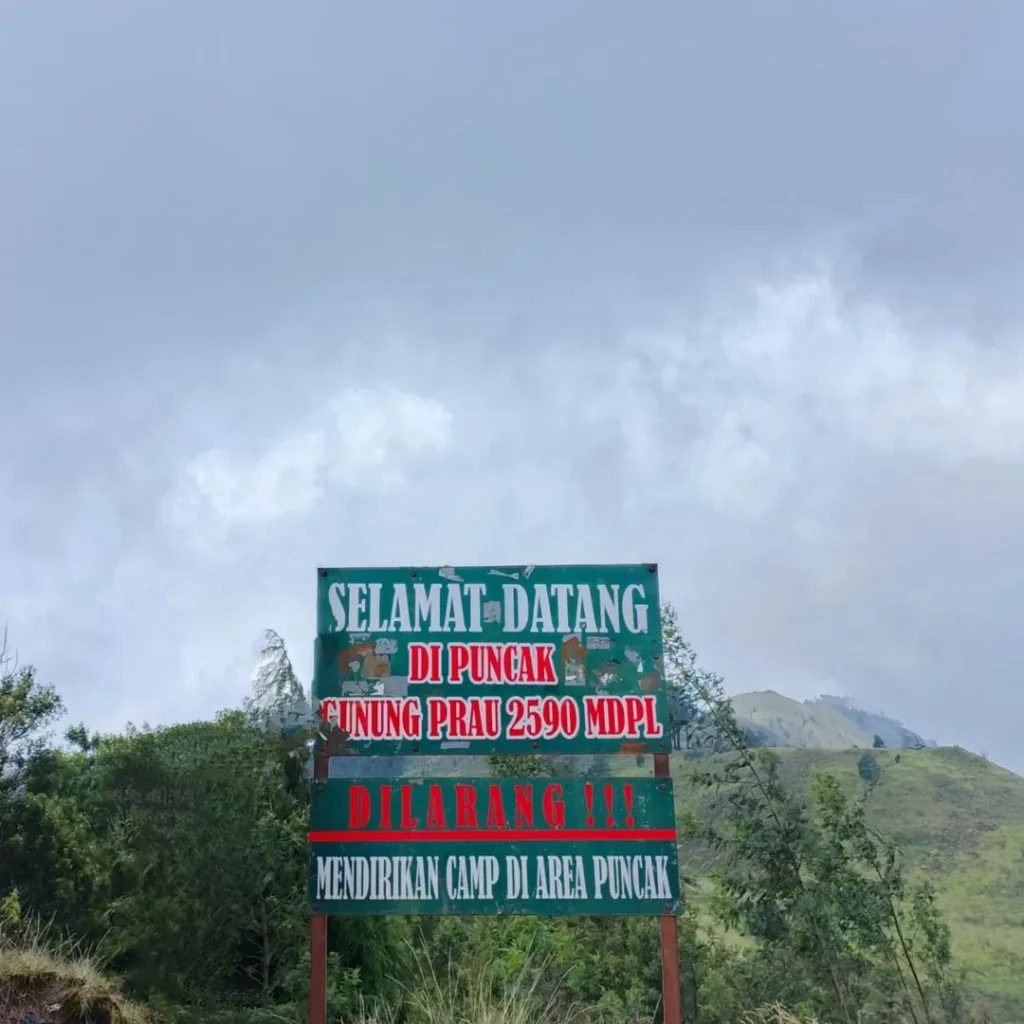 SELAMAT DATANG
DI PUNCAK
GUNUNG PRAU 2590 MDPL
DILARANG !!!
MENDIRIKAN CAMP DI AREA PUNCAK